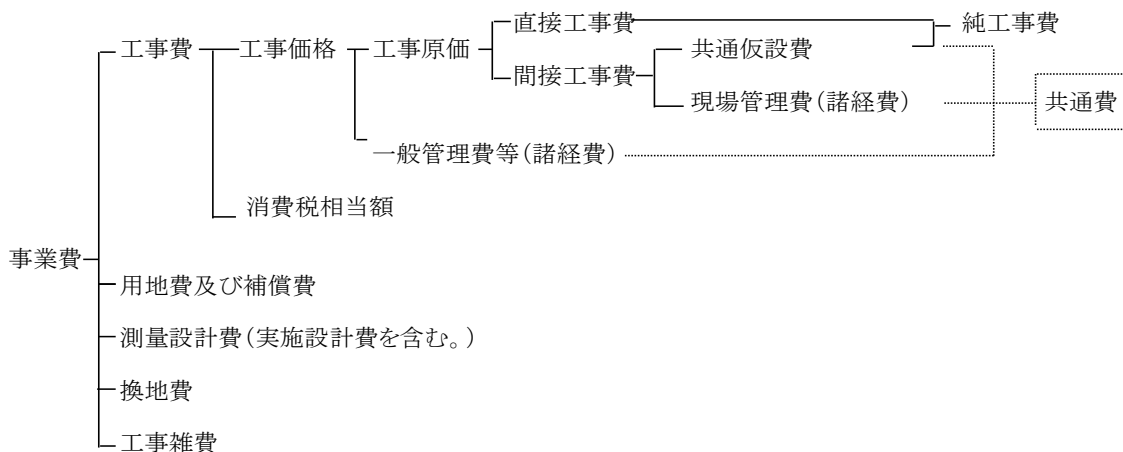 直接工事費
純工事費
工事費
工事価格
工事原価
共通仮設費
間接工事費
現場管理費(諸経費)
共通費
一般管理費等(諸経費)
消費税相当額
事業費
用地費及び補償費
測量設計費(実施設計費を含む。)
換地費
工事雑費